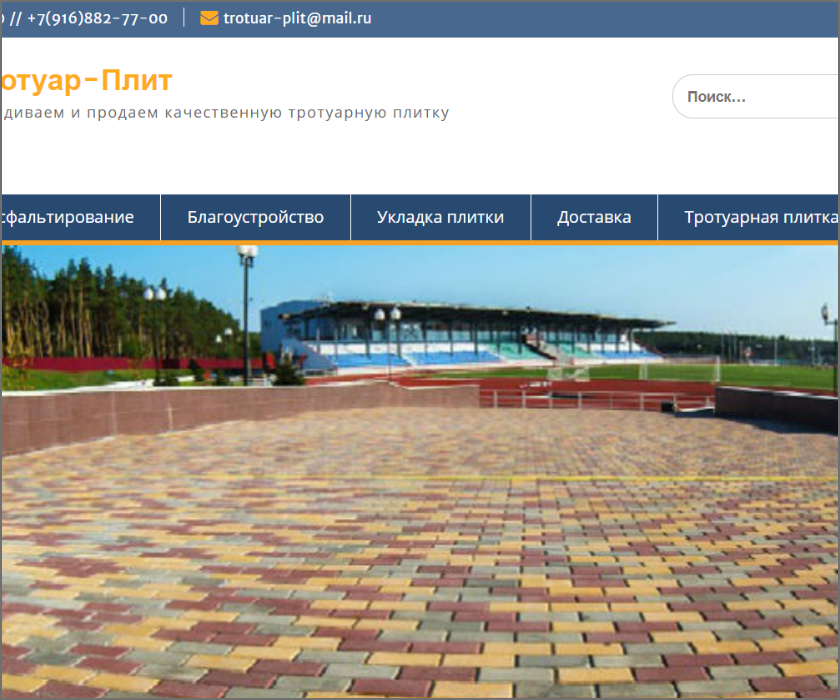 // +7(916)882-77-00 trotuar-plit@mail.ru
отуар-Плит
Поиск...
диваем и продаем качественную тротуарную плитку
сфальтирование Благоустройство Укладка плитки Доставка Тротуарная плитка